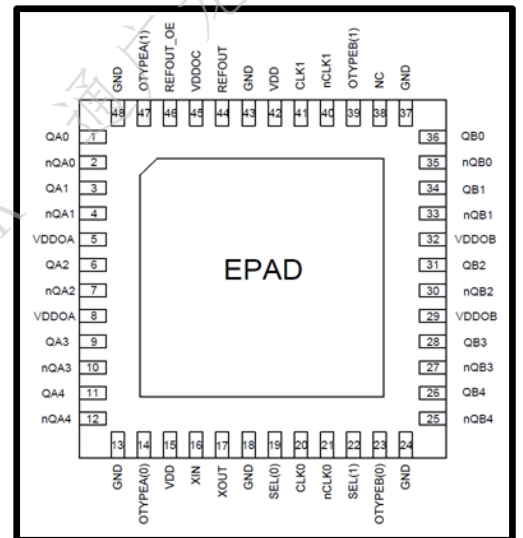 GND OTYPEA(1) REFOUT_OE VDDOC REFOUT GND VDD CLK1 nCLK1 OTYPEB(1) NC GND
48 47 46 45 44 43 42 41 40 39 38 37
QA0 1 36 QB0
nQA0 2 35 nQB0
QA1 3 34 QB1
nQA1 4 33 nQB1
VDDOA 5 32 VDDOB
QA2 6 31 QB2
nQA2 7 30 nQB2
VDDOA 8 29 VDDOB
QA3 9 28 QB3
nQA3 10 27 nQB3
QA4 11 26 QB4
nQA4 12 25 nQB4
EPAD
13 14 15 16 17 18 19 20 21 22 23 24
GND OTYPEA(0) VDD XIN XOUT GND SEL(0) CLK0 nCLK0 SEL(1) OTYPEB(0) GND
通广